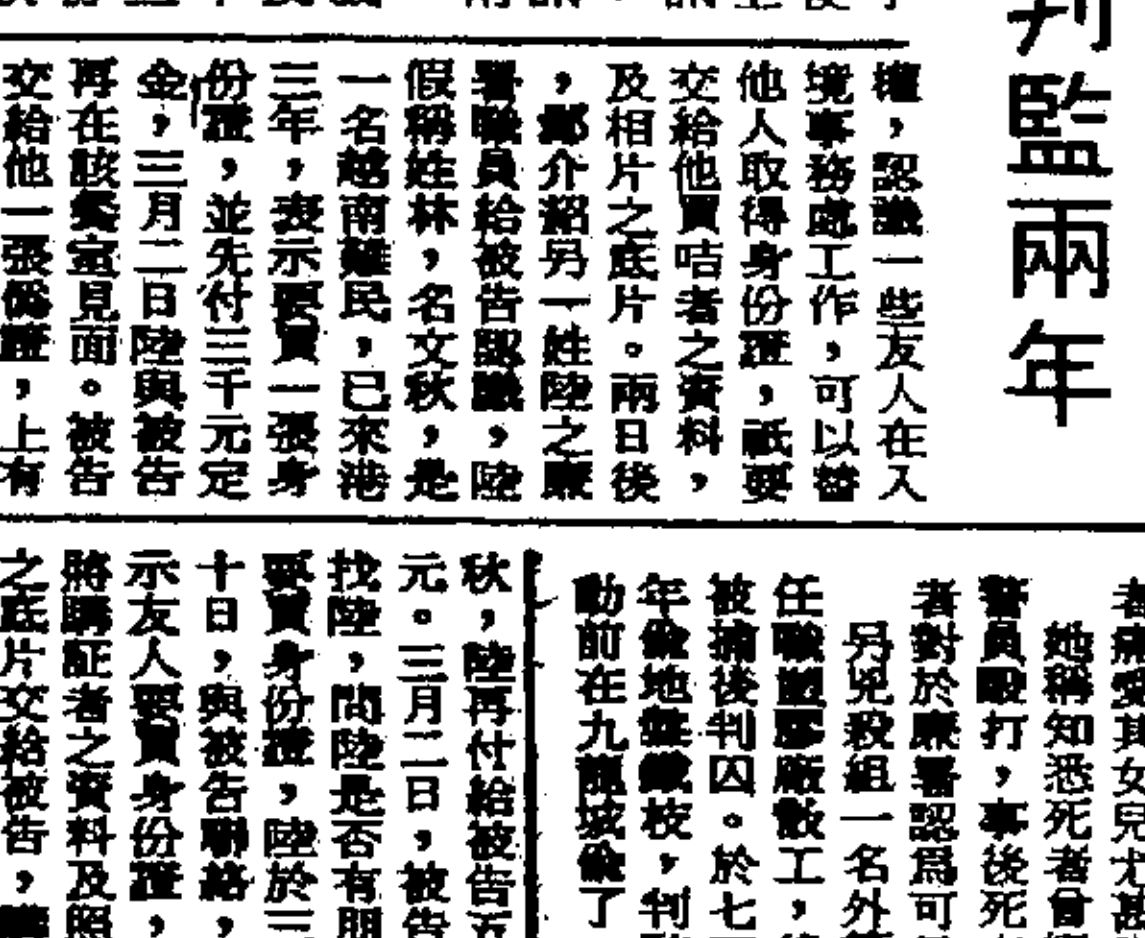 判監兩年
權，認識一些友人在入
境事務處工作，可以替
他人取得身份證，祇要
交給他買咭者之資料，
及相片之底片。兩日後
，鄭介紹另一姓陸之廉
署職員給被告認識，陸
假稱姓林，名文秋，是
一名越南難民，已來港
三年，表示要買一張身
份證，並先付三千元定
金，三月二日陸與被告
再在該餐室見面。被告
交給他一張僞證，上有
者痛愛其女兒尤甚
她稱知悉死者曾
警員毆打，事後死
者對於廉署認爲可
另兇殺組一名外
任職塑膠廠散工，
被捕後判囚。於七
年偷地盤鐵枝，判
動前在九龍城偷了
秋，陸再付給被告五
元。三月二日，被告
找陸，問陸是否有朋
要買身份證，陸於三
十日，與被告聯絡，
示友人要買身份證，
將購証者之資料及照
之底片交給被告，